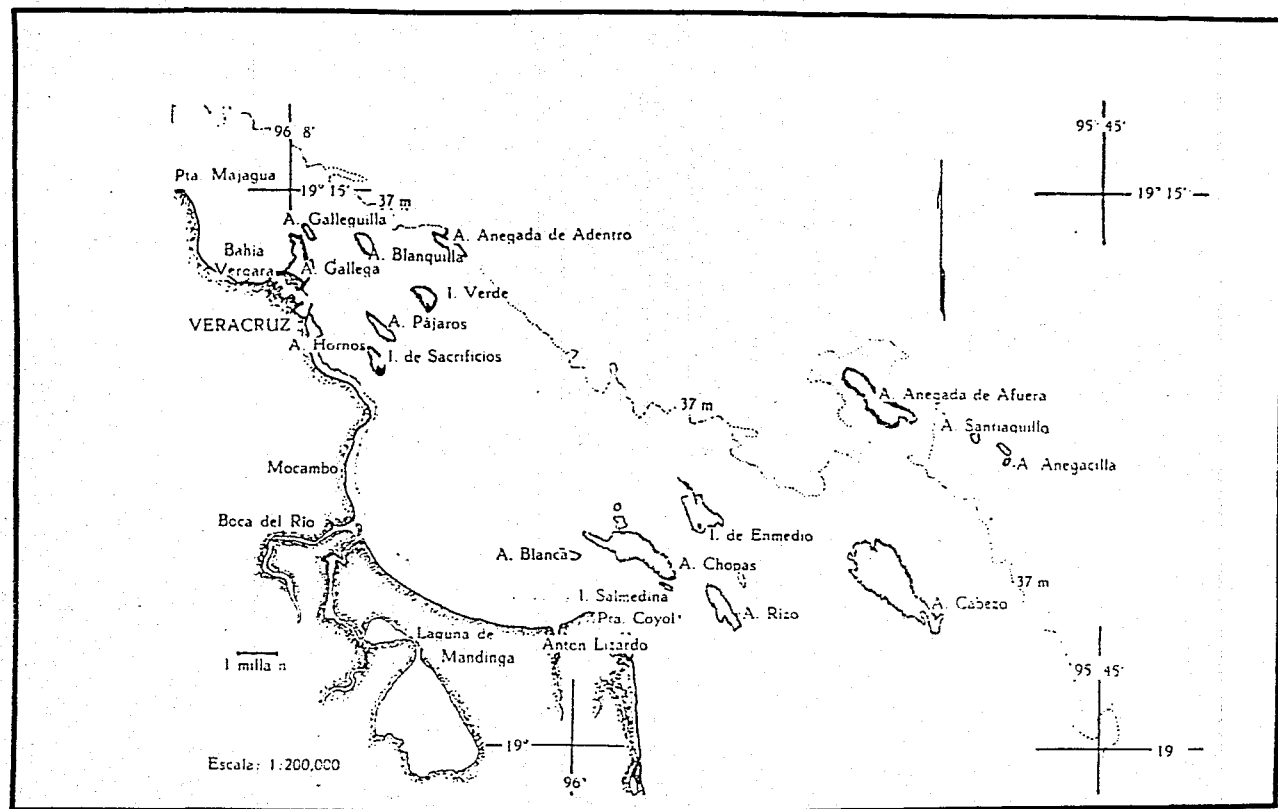 96° 8'
95° 45'
Pta. Majagua
19° 15'
19° 15'
37 m
A. Galleguilla
A. Anegada de Adentro
Bahia
Vergara
A. Blanquilla
A. Gallega
I. Verde
VERACRUZ
A. Pájaros
A. Hornos
I. de Sacrificios
37 m
A. Anegada de Afuera
A. Santiaguillo
A. Anegacilla
Mocambo
Boca del Río
I. de Enmedio
A. Blanca
A. Chopas
I. Salmedina
37 m
A. Cabezo
Pta. Coyol
A. Rizo
Laguna de
Mandinga
Anton Lizardo
1 milla n
95° 45'
19°
19
Escala: 1:200,000
96°